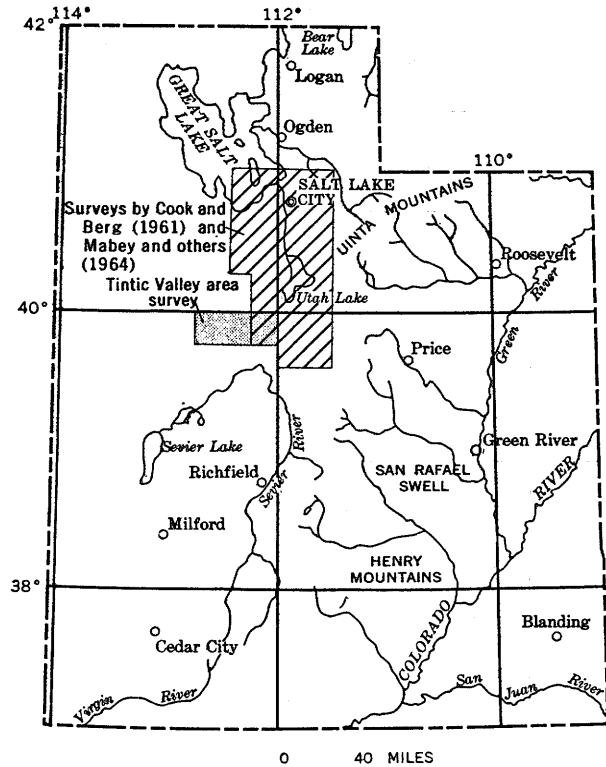 114°
112°
42°
Bear
Lake
Logan
GREAT SALT
LAKE
Ogden
110°
SALT LAKE
CITY
UINTA MOUNTAINS
Surveys by Cook and
Berg (1961) and
Mabey and others
(1964)
Roosevelt
Tintic Valley area
survey
Utah Lake
40°
Green
River
Price
Sevier Lake
River
Sevier
Richfield
Green River
SAN RAFAEL
SWELL
RIVER
COLORADO
Milford
HENRY
MOUNTAINS
38°
Blanding
Cedar City
Virgin
River
San
Juan
River
0 40 MILES